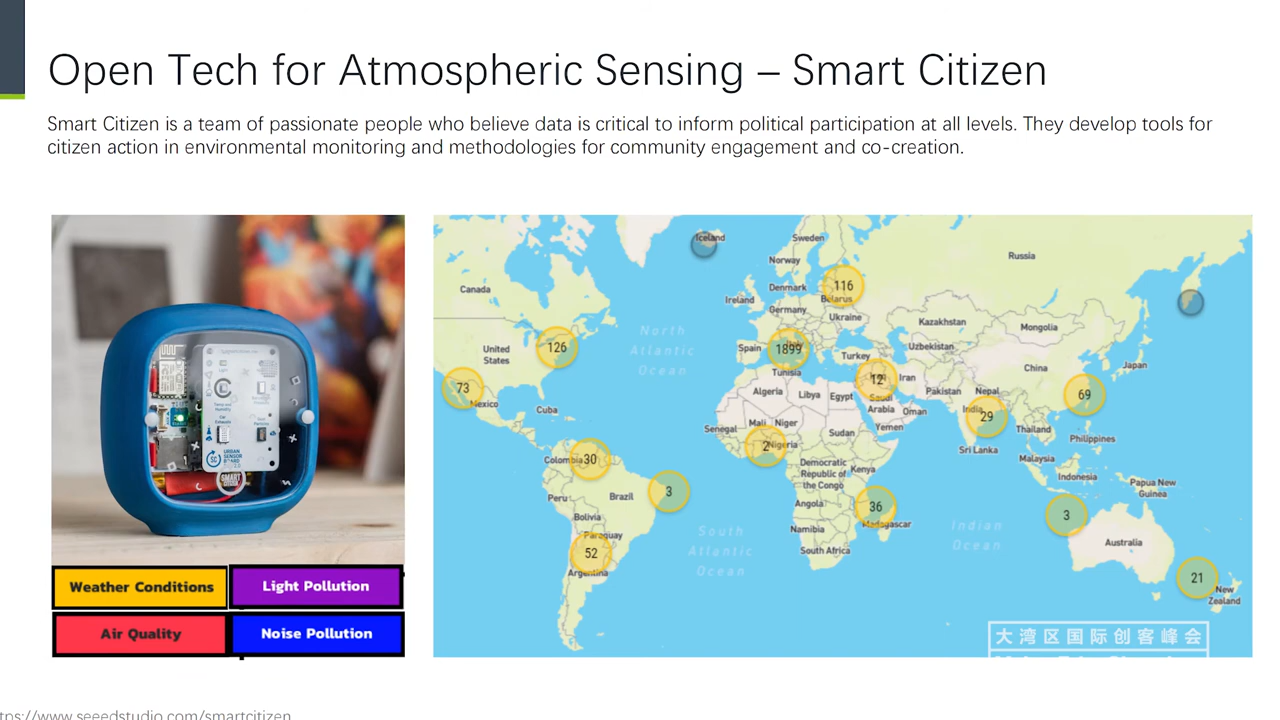 Open Tech for Atmospheric Sensing – Smart Citizen
Smart Citizen is a team of passionate people who believe data is critical to inform political participation at all levels. They develop tools for
citizen action in environmental monitoring and methodologies for community engagement and co-creation.
SMART
URBAN
SENSOR
Weather Conditions
Light Pollution
Air Quality
Noise Pollution
Iceland
Sweden
Russia
Norway
Canada
116
Denmark
Belarus
Ireland
Germany
Ukraine
Kazakhstan
Mongolia
North
Atlantic
Ocean
126
United
States
Spain
1899
Turkey
Uzbekistan
China
Japan
Tunisia
12
Iran
73
Mexico
Algeria
Libya
Egypt
Saudi
Arabia
Pakistan
Nepal
69
Cuba
Oman
India
29
Senegal
Mali
Niger
Sudan
Yemen
Thailand
Philippines
2
Nigeria
Sri Lanka
Colombia
30
Democratic
Republic of
the Congo
Kenya
Malaysia
Indonesia
Papua New
Guinea
Peru
Brazil
3
Angola
36
Madagascar
3
Bolivia
South
Atlantic
Ocean
Namibia
Indian
Ocean
Australia
Paraguay
52
South Africa
Argentina
21
New
Zealand
大湾区国际创客峰会
tps://www.seeedstudio.com/smartcitizen